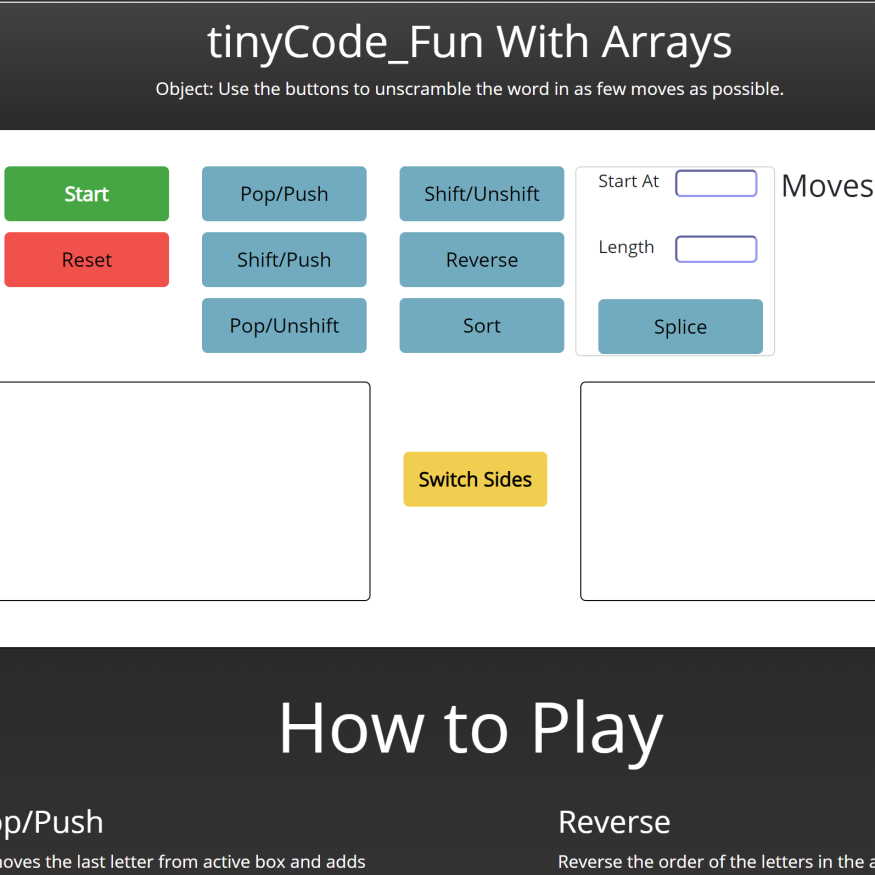 tinyCode_Fun With Arrays
Object: Use the buttons to unscramble the word in as few moves as possible.
Start
Pop/Push
Shift/Unshift
Start At
Moves
Reset
Shift/Push
Reverse
Length
Pop/Unshift
Sort
Splice
Switch Sides
How to Play
op/Push
Reverse
the last letter from active box and adds
Reverse the order of the letters in the